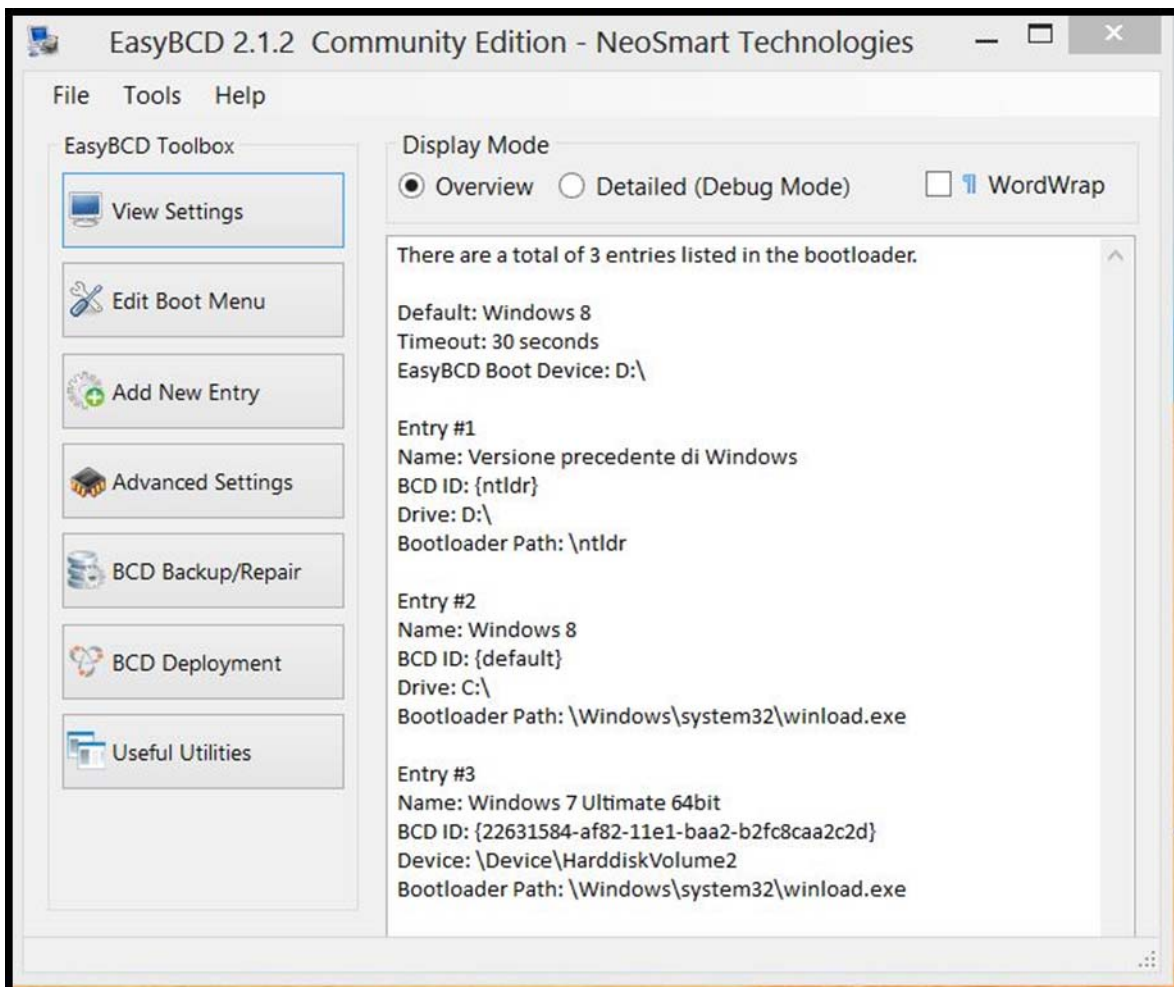 EasyBCD 2.1.2 Community Edition - NeoSmart Technologies
File Tools Help
EasyBCD Toolbox
View Settings
Edit Boot Menu
Add New Entry
Advanced Settings
BCD Backup/Repair
BCD Deployment
Useful Utilities
Display Mode
Overview Detailed (Debug Mode) ¶ WordWrap
There are a total of 3 entries listed in the bootloader.
Default: Windows 8
Timeout: 30 seconds
EasyBCD Boot Device: D:\
Entry #1
Name: Versione precedente di Windows
BCD ID: {ntldr}
Drive: D:\
Bootloader Path: \ntldr
Entry #2
Name: Windows 8
BCD ID: {default}
Drive: C:\
Bootloader Path: \Windows\system32\winload.exe
Entry #3
Name: Windows 7 Ultimate 64bit
BCD ID: {22631584-af82-11e1-baa2-b2fc8caa2c2d}
Device: \Device\HarddiskVolume2
Bootloader Path: \Windows\system32\winload.exe